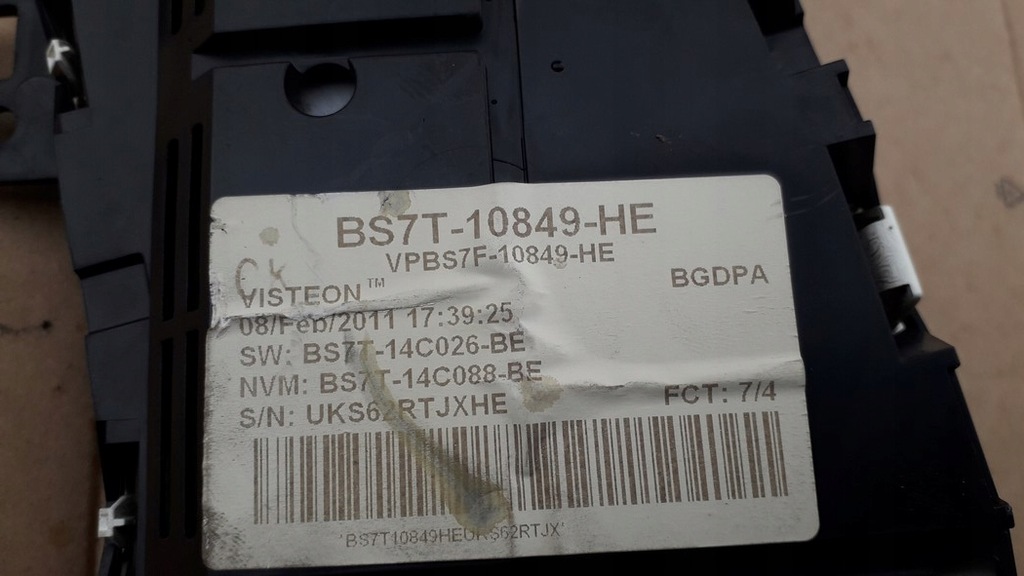 BS7T-10849-HE
VPBS7F-10849-HE
Ck
VISTEON™
BGDPA
08/Feb/2011 17:39:25
SW: BS7T-14C026-BE
NVM: BS7T-14C088-BE
S/N: UKS62RTJXHE
FCT: 7/4
'BS7T10849HEUKS62RTJX'